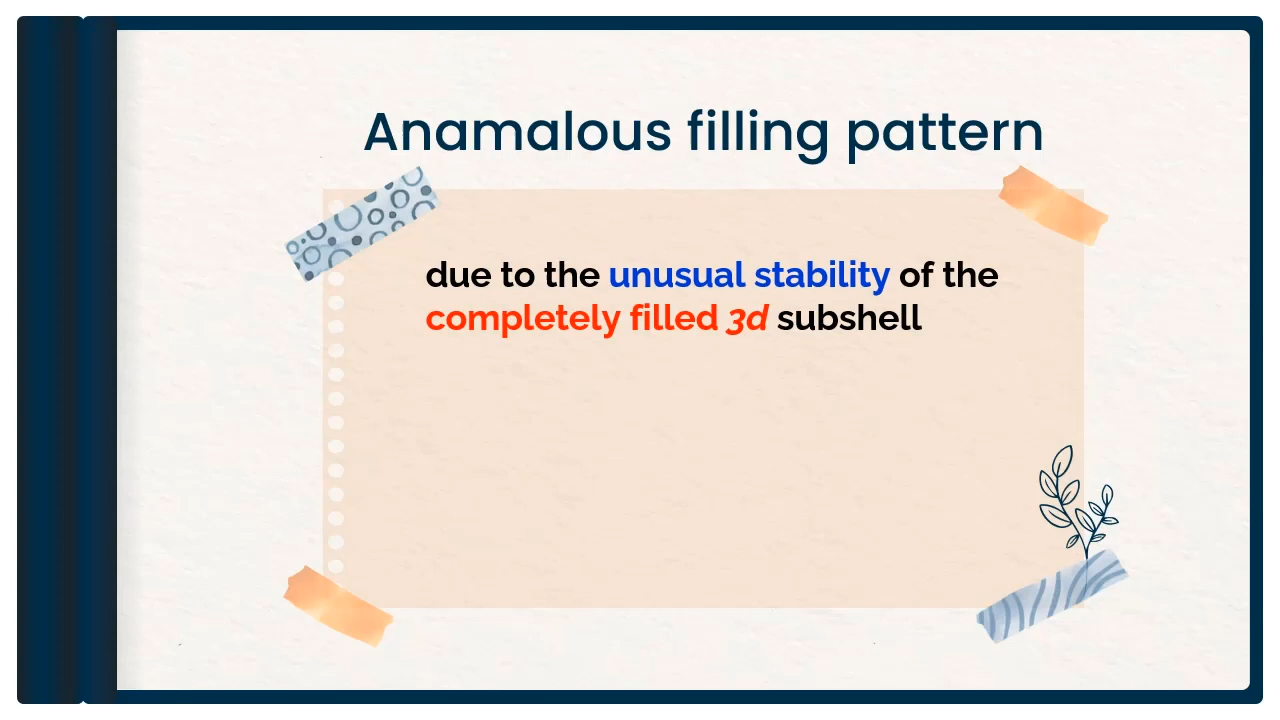 Anamalous filling pattern
due to the unusual stability of the
completely filled 3d subshell